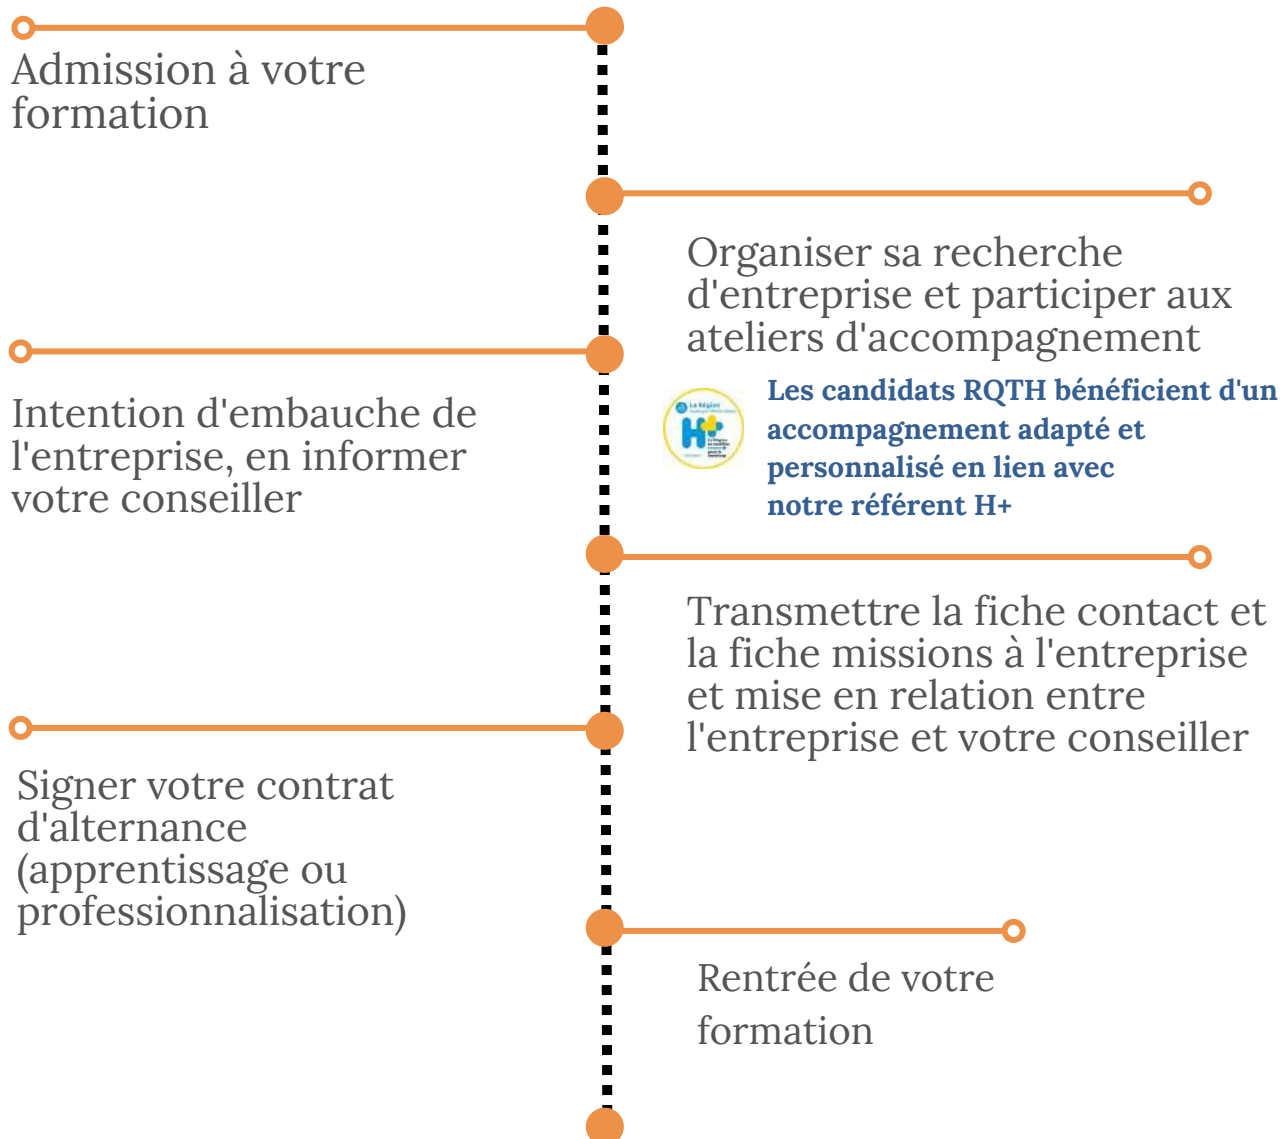 Admission à votre
formation
Organiser sa recherche
d'entreprise et participer aux
ateliers d'accompagnement
Les candidats RQTH bénéficient d'un
accompagnement adapté et
personnalisé en lien avec
notre référent H+
La Région
H+
Intention d'embauche de
l'entreprise, en informer
votre conseiller
Transmettre la fiche contact et
la fiche missions à l'entreprise
et mise en relation entre
l'entreprise et votre conseiller
Signer votre contrat
d'alternance
(apprentissage ou
professionnalisation)
Rentrée de votre
formation